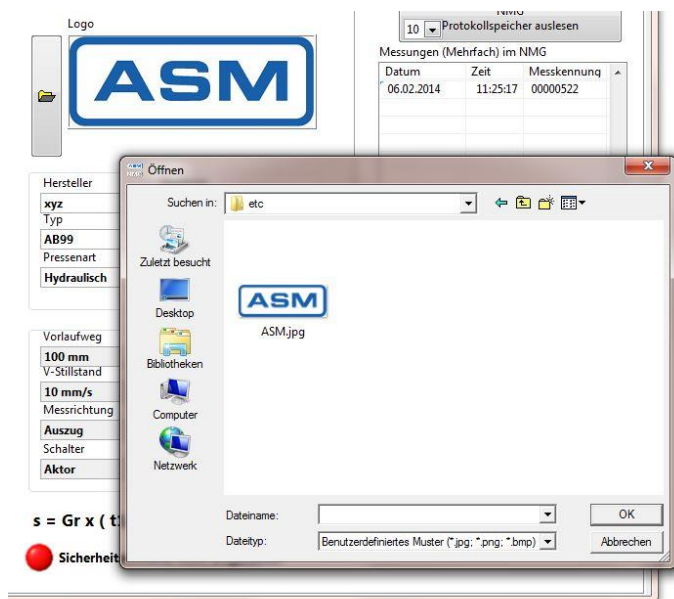 NMG
Logo
10 Protokollspeicher auslesen
ASM
Messungen (Mehrfach) im NMG
Datum Zeit Messkennung
06.02.2014 11:25:17 00000522
Öffnen
Hersteller
xyz
Typ
AB99
Pressenart
Hydraulisch
Vorlaufweg
100 mm
V-Stillstand
10 mm/s
Messrichtung
Auszug
Schalter
Aktor
s = Gr x (
Suchen in: etc
Zuletzt besucht
Desktop
Bibliotheken
Computer
Netzwerk
ASM
ASM.jpg
Dateiname: OK
Dateityp: Benutzerdefiniertes Muster (*.jpg; *.png; *.bmp) Abbrechen